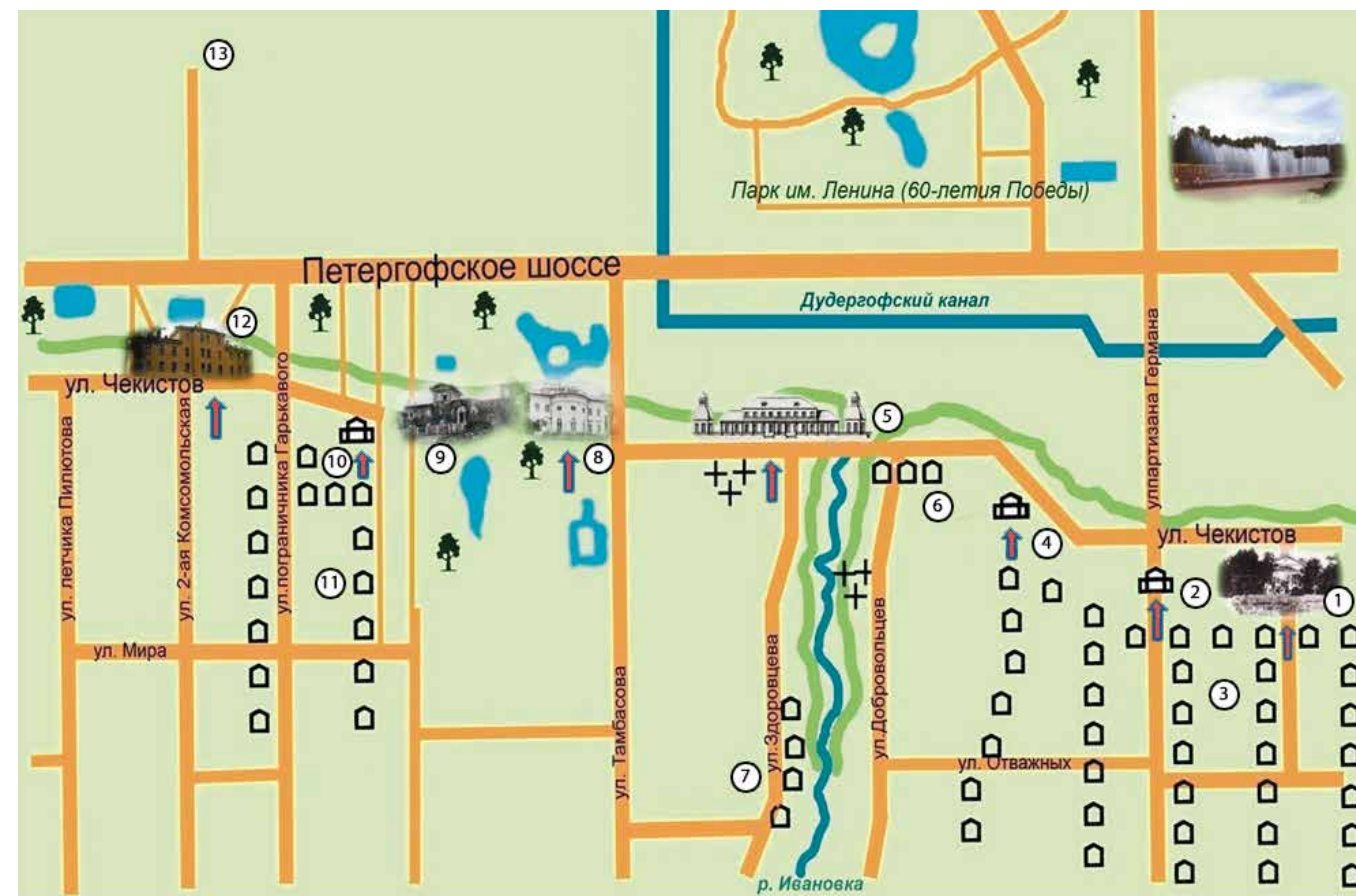 13
Парк им. Ленина (60-летия Победы)
Петергофское шоссе
Дудергофский канал
12
ул. Чекистов
ул. летчика Пилютова
ул. 2-ая Комсомольская
ул.пограничника Гарькавого
10
9
8
5
6
4
улпартизана Германа
ул. Чекистов
2
1
11
ул. Мира
3
ул. Тамбасова
ул.Здоровцева
ул.Добровольцев
7
ул. Отважных
р. Ивановка